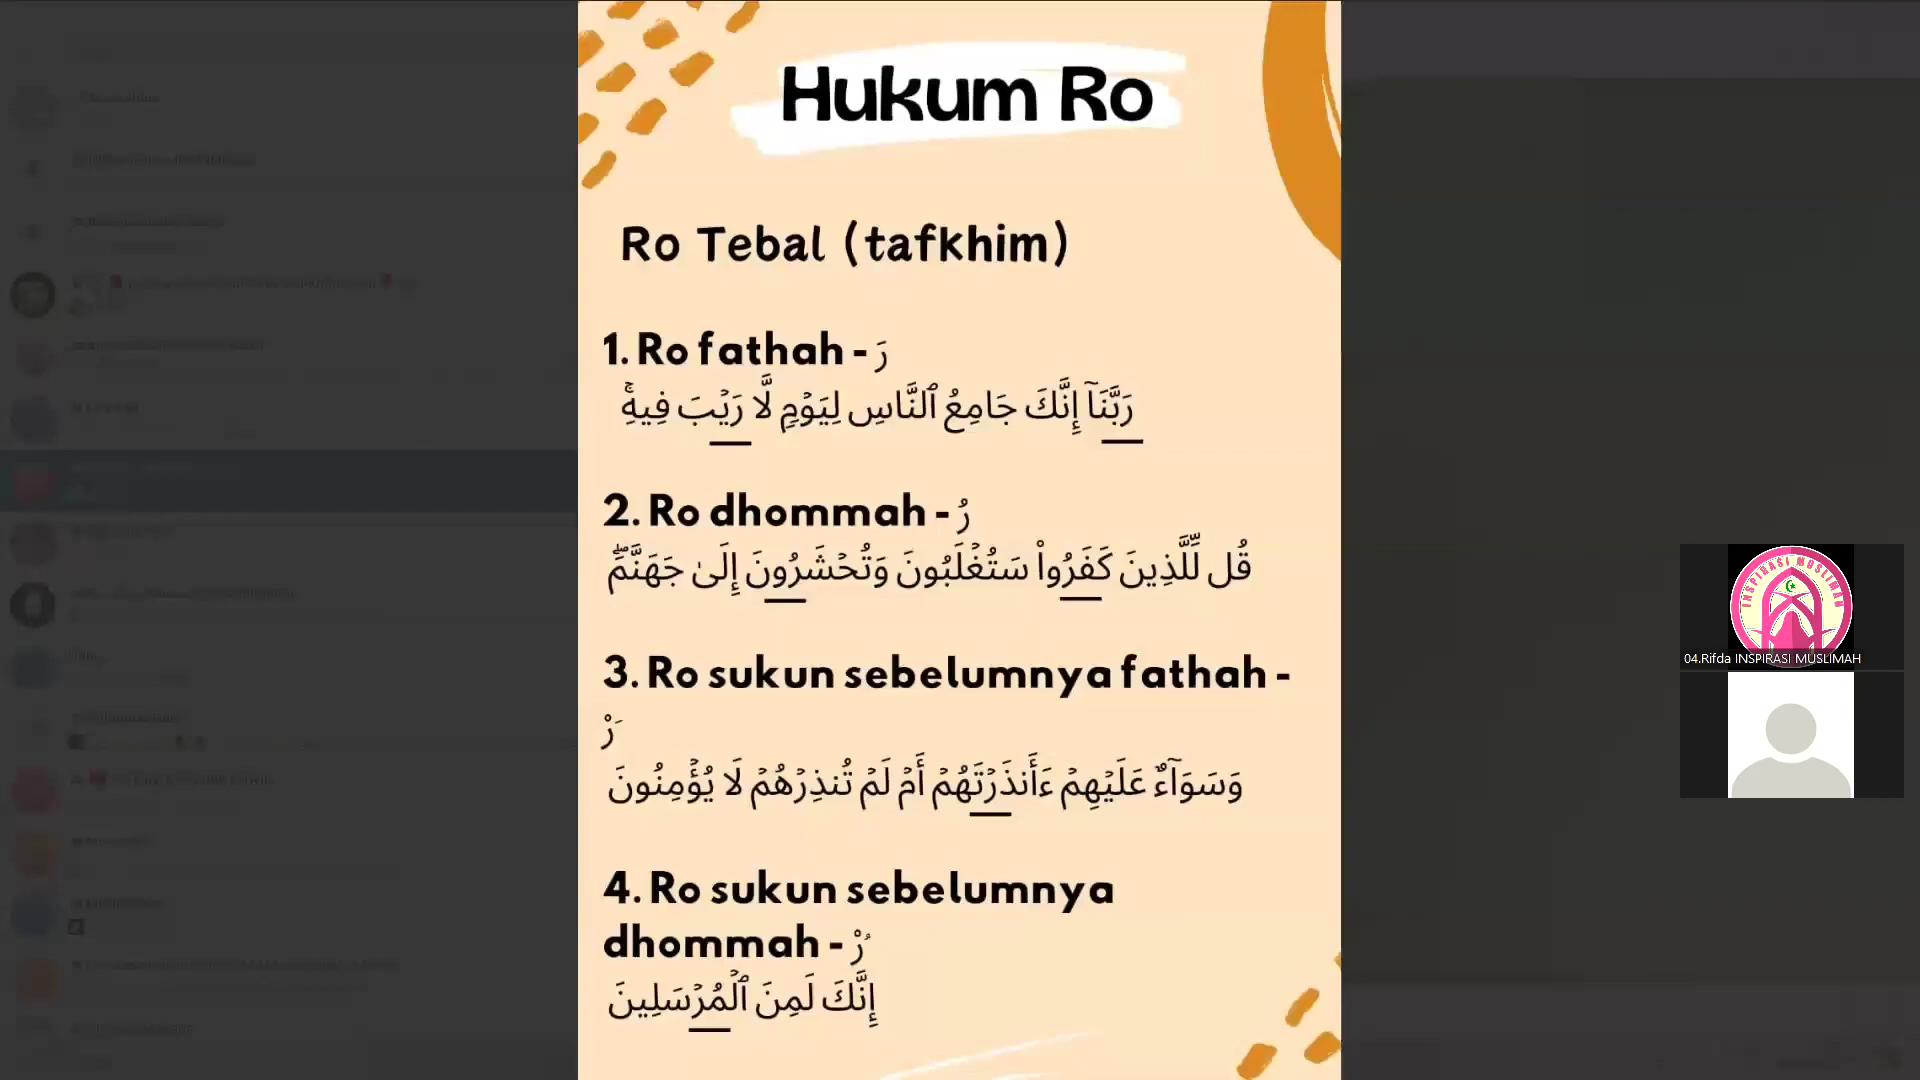 Hukum Ro
Ro Tebal (tafkhim)
1. Ro fathah - رَ
رَبَّنَآ إِنَّكَ جَامِعُ ٱلنَّاسِ لِيَوۡمٍ لَّا رَيۡبَ فِيهِۚ
2. Ro dhommah - رُ
قُل لِّلَّذِينَ كَفَرُواْ سَتُغۡلَبُونَ وَتُحۡشَرُونَ إِلَىٰ جَهَنَّمَۖ
3. Ro sukun sebelumnya fathah -
َرْ
وَسَوَآءٌ عَلَيۡهِمۡ ءَأَنذَرۡتَهُمۡ أَمۡ لَمۡ تُنذِرۡهُمۡ لَا يُؤۡمِنُونَ
4. Ro sukun sebelumnya
dhommah - ُرْ
إِنَّكَ لَمِنَ ٱلۡمُرۡسَلِينَ
INSPIRASI MOSLIMAH
04.Rifda INSPIRASI MUSLIMAH